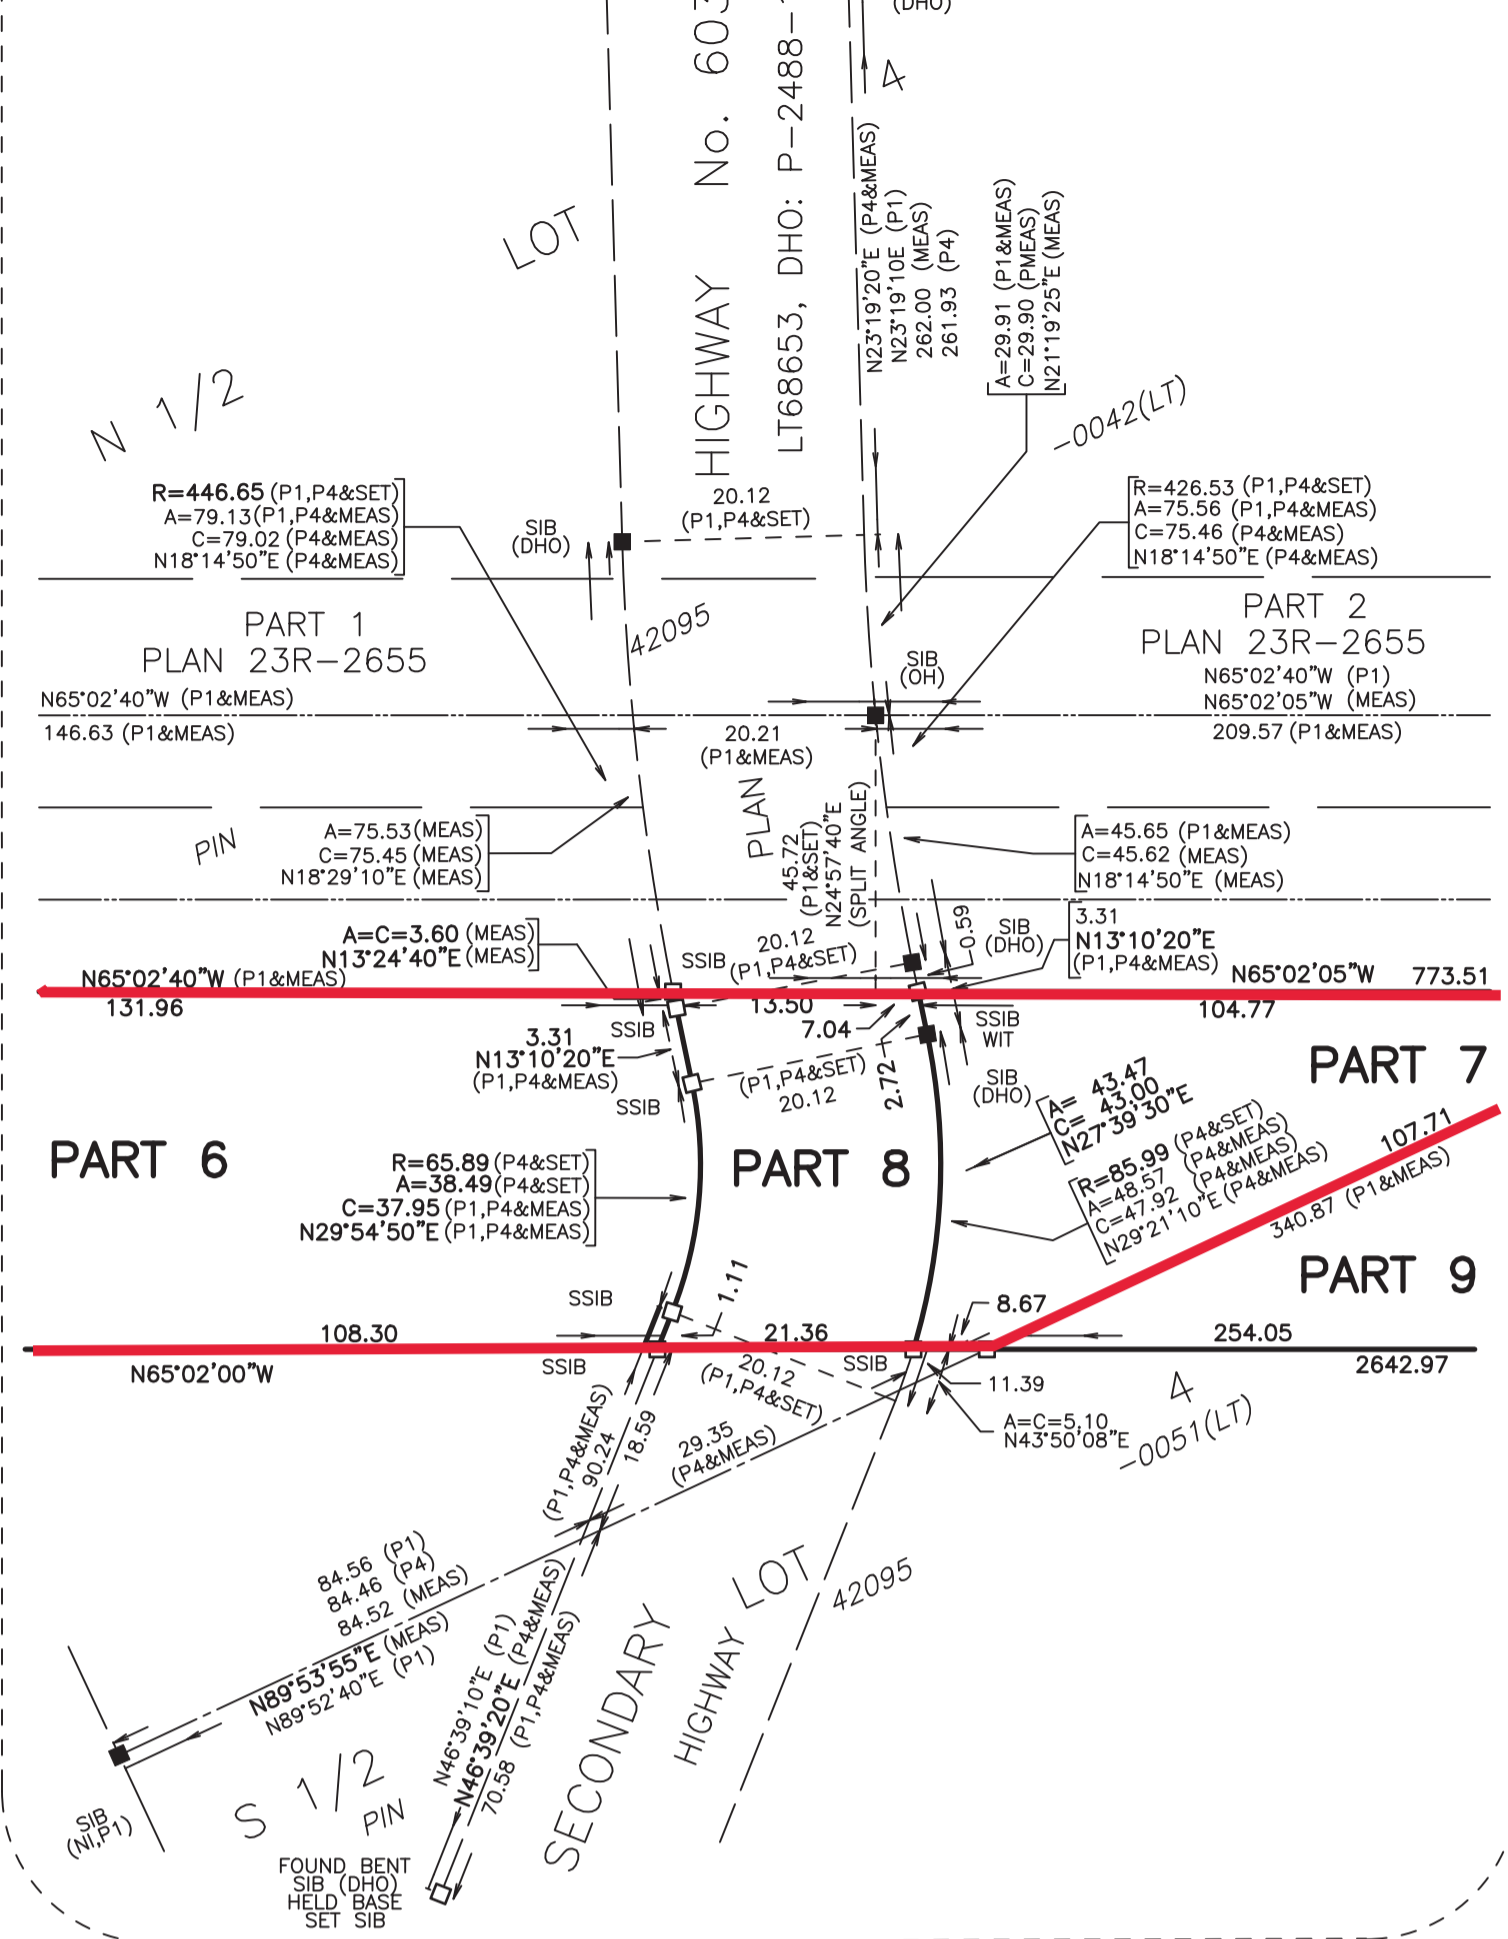 (DHO)
HIGHWAY No. 603
LT68653, DHO: P-2488-
4
LOT
N 1/2
N23°19'20"E (P4&MEAS)
N23°19'10E (P1)
262.00 (MEAS)
261.93 (P4)
A=29.91 (P1&MEAS)
C=29.90 (PMEAS)
N21°19'25"E (MEAS)
-0042(LT)
R=446.65 (P1,P4&SET)
A=79.13(P1,P4&MEAS)
C=79.02 (P4&MEAS)
N18°14'50"E (P4&MEAS)
SIB
(DHO)
20.12
(P1,P4&SET)
R=426.53 (P1,P4&SET)
A=75.56 (P1,P4&MEAS)
C=75.46 (P4&MEAS)
N18°14'50"E (P4&MEAS)
PART 1
PLAN 23R-2655
42095
PART 2
PLAN 23R-2655
SIB
(OH)
N65°02'40"W (P1&MEAS)
146.63 (P1&MEAS)
N65°02'40"W (P1)
N65°02'05"W (MEAS)
209.57 (P1&MEAS)
20.21
(P1&MEAS)
PLAN
PIN
45.72
(P1&SET)
N24°57'40"E
(SPLIT ANGLE)
A=75.53(MEAS)
C=75.45 (MEAS)
N18°29'10"E (MEAS)
A=45.65 (P1&MEAS)
C=45.62 (MEAS)
N18°14'50"E (MEAS)
A=C=3.60 (MEAS)
N13°24'40"E (MEAS)
SSIB
20.12
(P1,P4&SET)
0.59
SIB
(DHO)
3.31
N13°10'20"E
(P1,P4&MEAS)
N65°02'40"W (P1&MEAS)
N65°02'05"W 773.51
131.96
13.50
104.77
SSIB
7.04
SSIB
WIT
3.31
N13°10'20"E
(P1,P4&MEAS)
SSIB
(P1,P4&SET)
20.12
2.72
SIB
(DHO)
PART 7
A= 43.47
C= 43.00
N27°39'30"E
PART 6
PART 8
R=65.89 (P4&SET)
A=38.49(P4&SET)
C=37.95 (P1,P4&MEAS)
N29°54'50"E (P1,P4&MEAS)
R=85.99 (P4&SET)
A=48.57 (P4&MEAS)
C=47.92 (P4&MEAS)
N29°21'10"E (P4&MEAS)
107.71
340.87 (P1&MEAS)
PART 9
SSIB
1.11
8.67
108.30
21.36
254.05
N65°02'00"W
SSIB
20.12
(P1,P4&SET)
SSIB
2642.97
11.39
A=C=5.10
N43°50'08"E
4
-0051(LT)
(P1,P4&MEAS)
90.24
18.59
29.35
(P4&MEAS)
84.56 (P1)
84.46 (P4)
84.52 (MEAS)
N89°53'55"E (MEAS)
N89°52'40"E (P1)
N46°39'10"E (P1)
N46°39'20"E (P4&MEAS)
70.58 (P1,P4&MEAS)
SECONDARY
HIGHWAY
LOT
42095
S 1/2
PIN
SIB
(NI,P1)
FOUND BENT
SIB (DHO)
HELD BASE
SET SIB